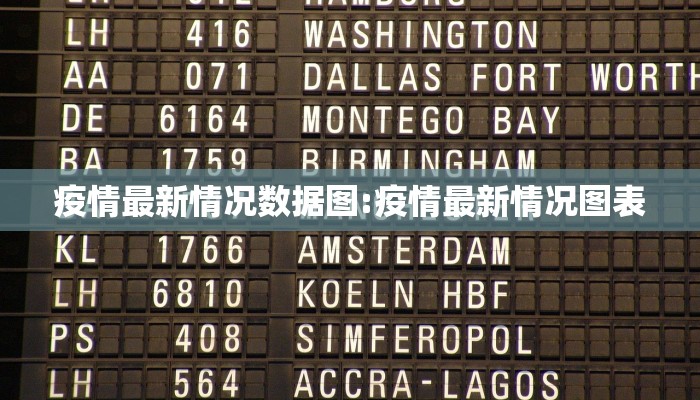 LH 416 WASHINGTON
AA 071 DALLAS FORT WORTH
DE 6164 MONTEGO BAY
BA 1759 BIRMINGHAM
疫情最新情况数据图:疫情最新情况图表
KL 1766 AMSTERDAM
LH 6810 KOELN HBF
PS 408 SIMFEROPOL
LH 564 ACCRA-LAGOS